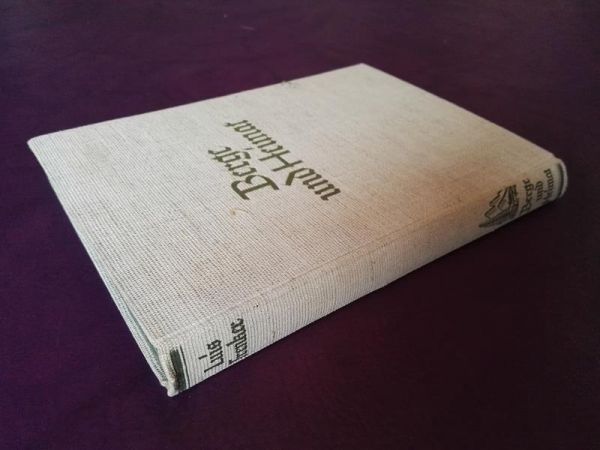 Berge
und Heimat
Luis
Trenker
Berge
und
Heimat